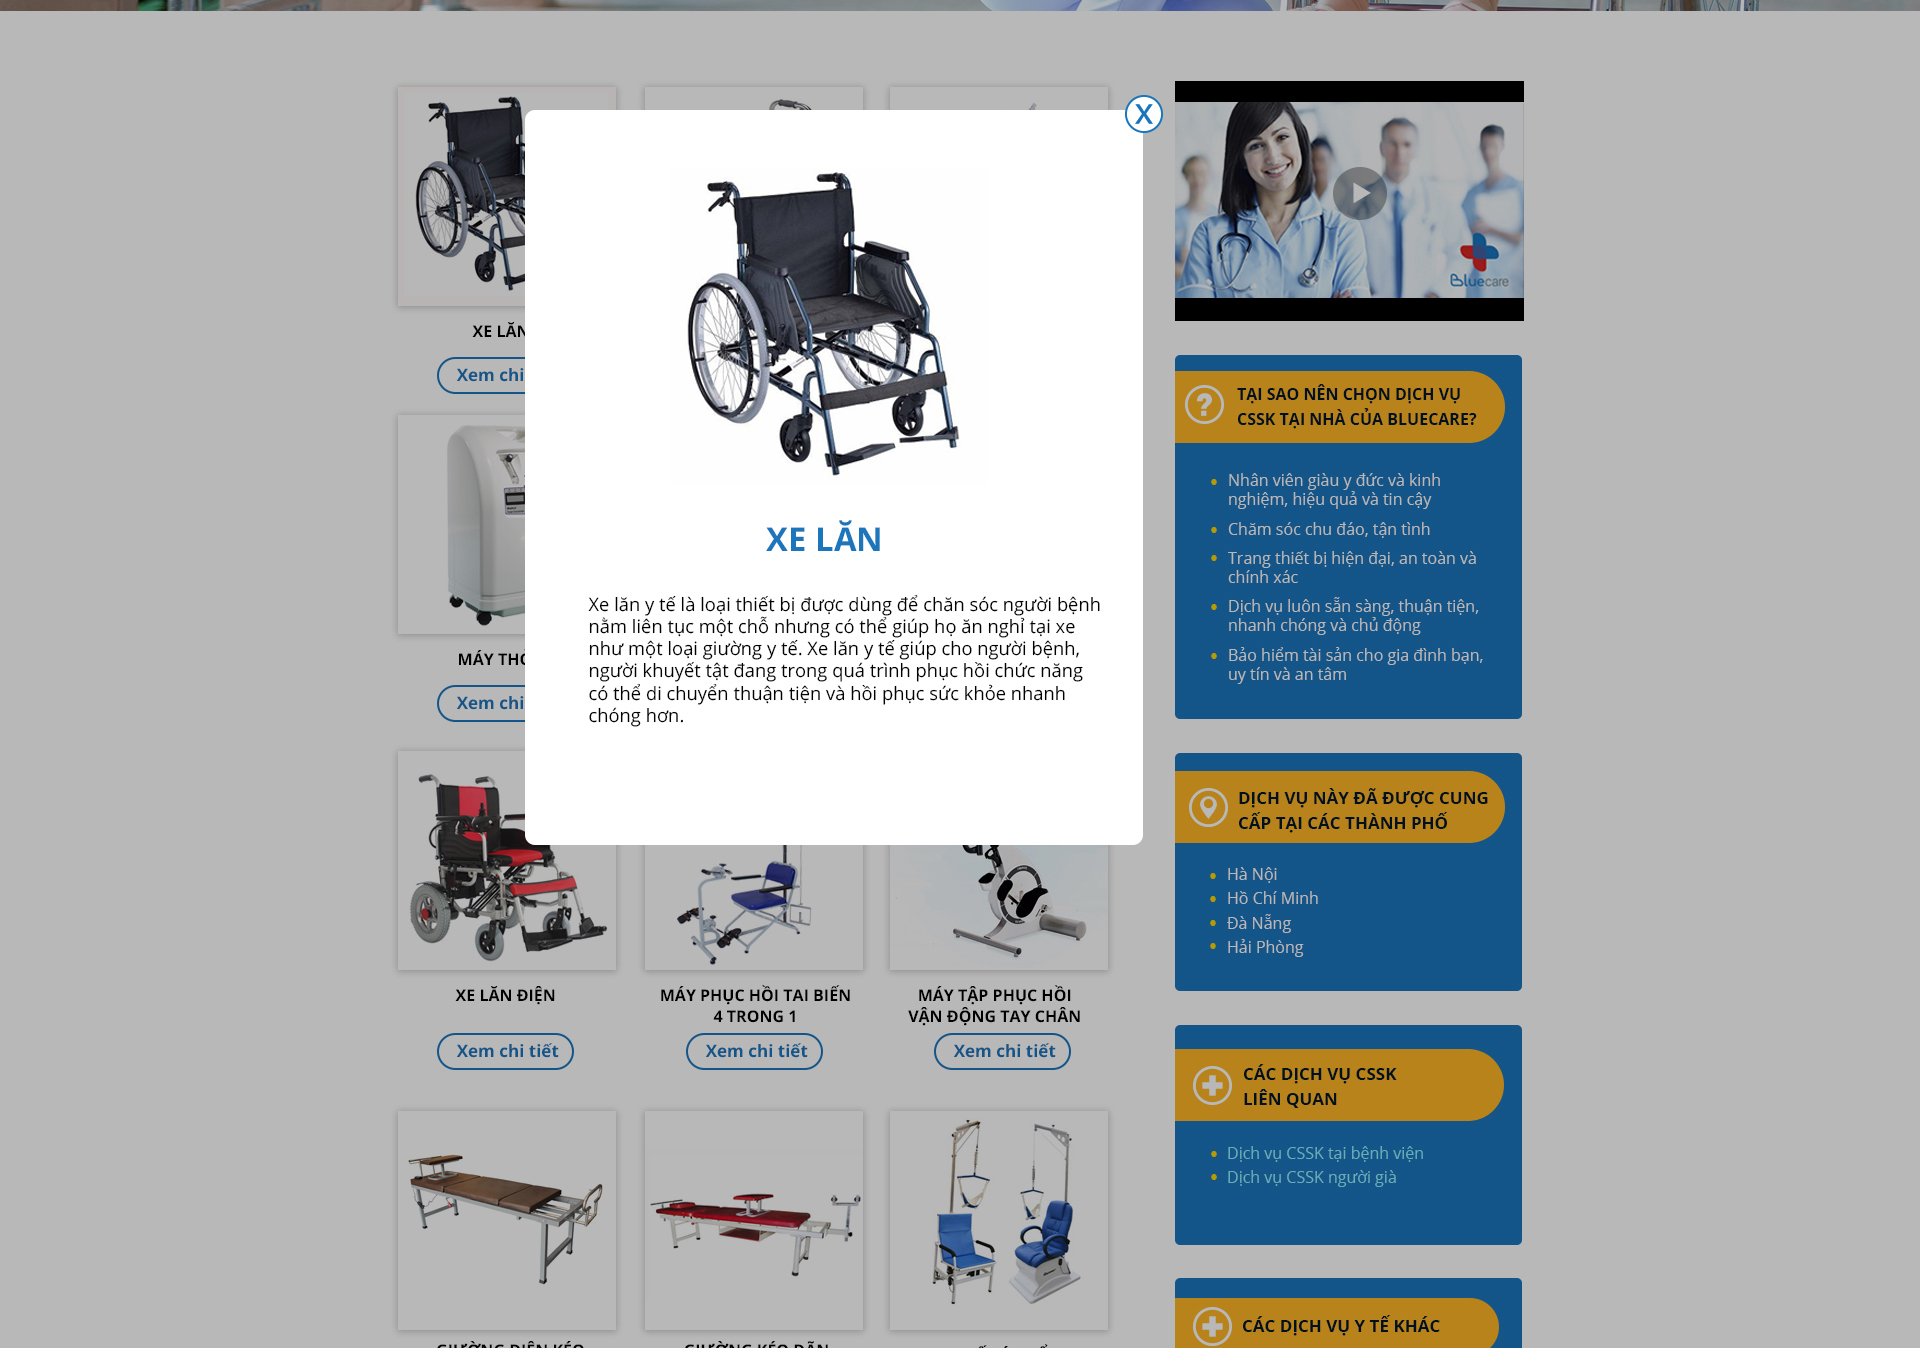 X
XE LĂN
Xe lăn y tế là loại thiết bị được dùng để chăn sóc người bệnh
nằm liên tục một chỗ nhưng có thể giúp họ ăn nghỉ tại xe
như một loại giường y tế. Xe lăn y tế giúp cho người bệnh,
người khuyết tật đang trong quá trình phục hồi chức năng
có thể di chuyển thuận tiện và hồi phục sức khỏe nhanh
chóng hơn.
XE LĂN
Xem chi
MÁY THỞ
Xem chi
XE LĂN ĐIỆN
Xem chi tiết
MÁY PHỤC HỒI TAI BIẾN
4 TRONG 1
Xem chi tiết
MÁY TẬP PHỤC HỒI
VẬN ĐỘNG TAY CHÂN
Xem chi tiết
GIƯỜNG ĐIỆN KÉO
GIƯỜNG KÉO DÃN
Bluecare
TẠI SAO NÊN CHỌN DỊCH VỤ
CSSK TẠI NHÀ CỦA BLUECARE?
Nhân viên giàu y đức và kinh
nghiệm, hiệu quả và tin cậy
Chăm sóc chu đáo, tận tình
Trang thiết bị hiện đại, an toàn và
chính xác
Dịch vụ luôn sẵn sàng, thuận tiện,
nhanh chóng và chủ động
Bảo hiểm tài sản cho gia đình bạn,
uy tín và an tâm
DỊCH VỤ NÀY ĐÃ ĐƯỢC CUNG
CẤP TẠI CÁC THÀNH PHỐ
Hà Nội
Hồ Chí Minh
Đà Nẵng
Hải Phòng
CÁC DỊCH VỤ CSSK
LIÊN QUAN
Dịch vụ CSSK tại bệnh viện
Dịch vụ CSSK người già
CÁC DỊCH VỤ Y TẾ KHÁC